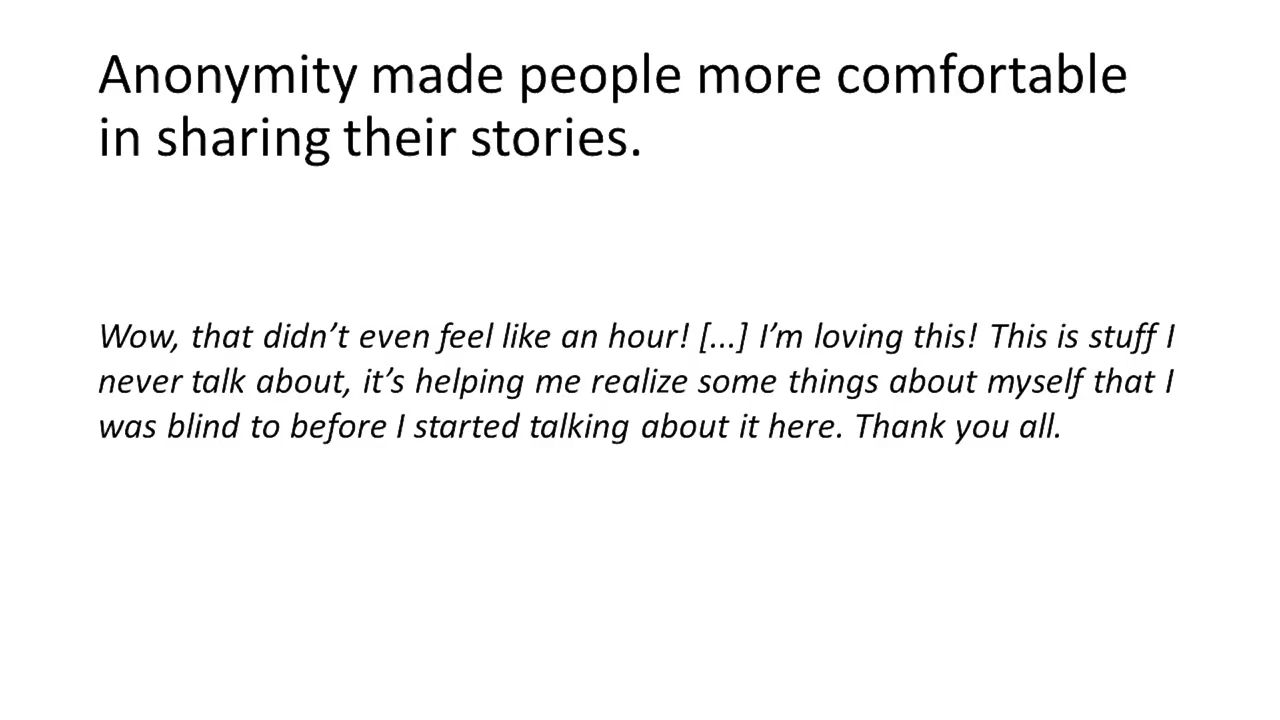 Anonymity made people more comfortable
in sharing their stories.
Wow, that didn’t even feel like an hour! [...] I’m loving this! This is stuff I
never talk about, it’s helping me realize some things about myself that I
was blind to before I started talking about it here. Thank you all.